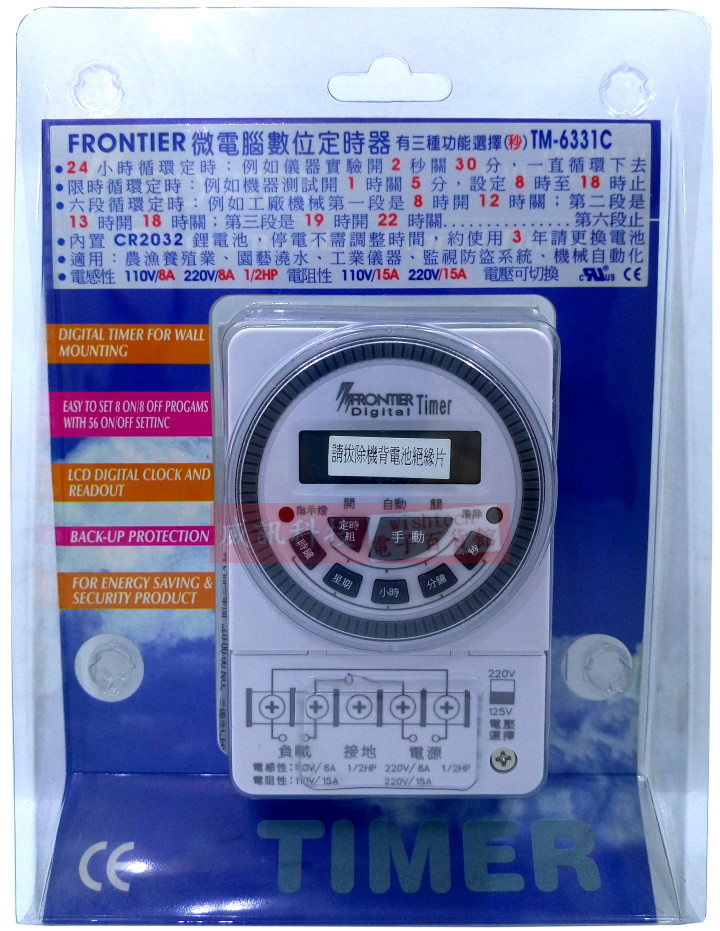 FRONTIER 微電腦數位定時器 有三種功能選擇(秒) TM-6331C
•24 小時循環定時：例如儀器實驗開 2 秒關 30 分，一直循環下去
•限時循環定時：例如機器測試開 1 時關 5 分，設定 8 時至 18 時止
•六段循環定時：例如工廠機械第一段是 8 時開 12 時關；第二段是
13 時開 18 時關；第三段是 19 時開 22 時關...............第六段止
•內置 CR2032 鋰電池，停電不需調整時間，約使用 3 年請更換電池
•適用：農漁養殖業、園藝澆水、工業儀器、監視防盜系統、機械自動化
•電感性 110V/8A 220V/8A 1/2HP 電阻性 110V/15A 220V/15A 電壓可切換 c RU US CE
DIGITAL TIMER FOR WALL
MOUNTING
EASY TO SET 8 ON/8 OFF PROGAMS
WITH 56 ON/OFF SETTINC
LCD DIGITAL CLOCK AND
READOUT
BACK-UP PROTECTION
FOR ENERGY SAVING &
SECURITY PRODUCT
FRONTIER
Digital Timer
請拔除機背電池絕緣片
開 自動 關
指示燈 清除
威訊科技 wishtech
定時組 手動
時鐘 星期 小時 分鐘 秒
220V
125V
電壓
選擇
負載 接地 電源
電感性：110V/8A 1/2HP 220V/8A 1/2HP
電阻性：110V/15A 220V/15A
CE TIMER